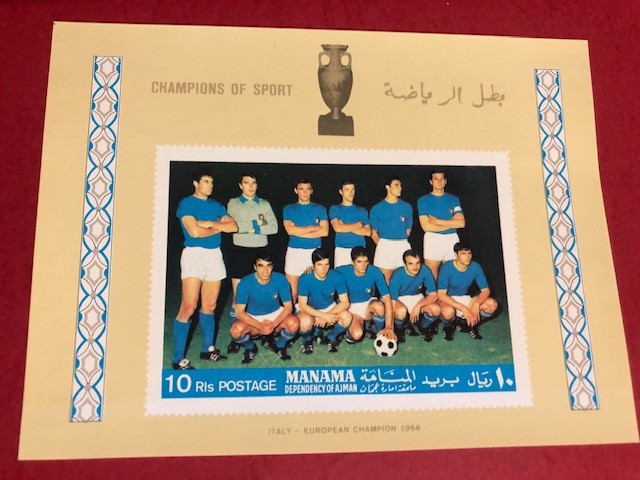 CHAMPIONS OF SPORT
بطل الرياضة
10 Rls POSTAGE
MANAMA المنامة
DEPENDENCY OF AJMAN
بريد
١٠ ريال
ITALY - EUROPEAN CHAMPION 1968